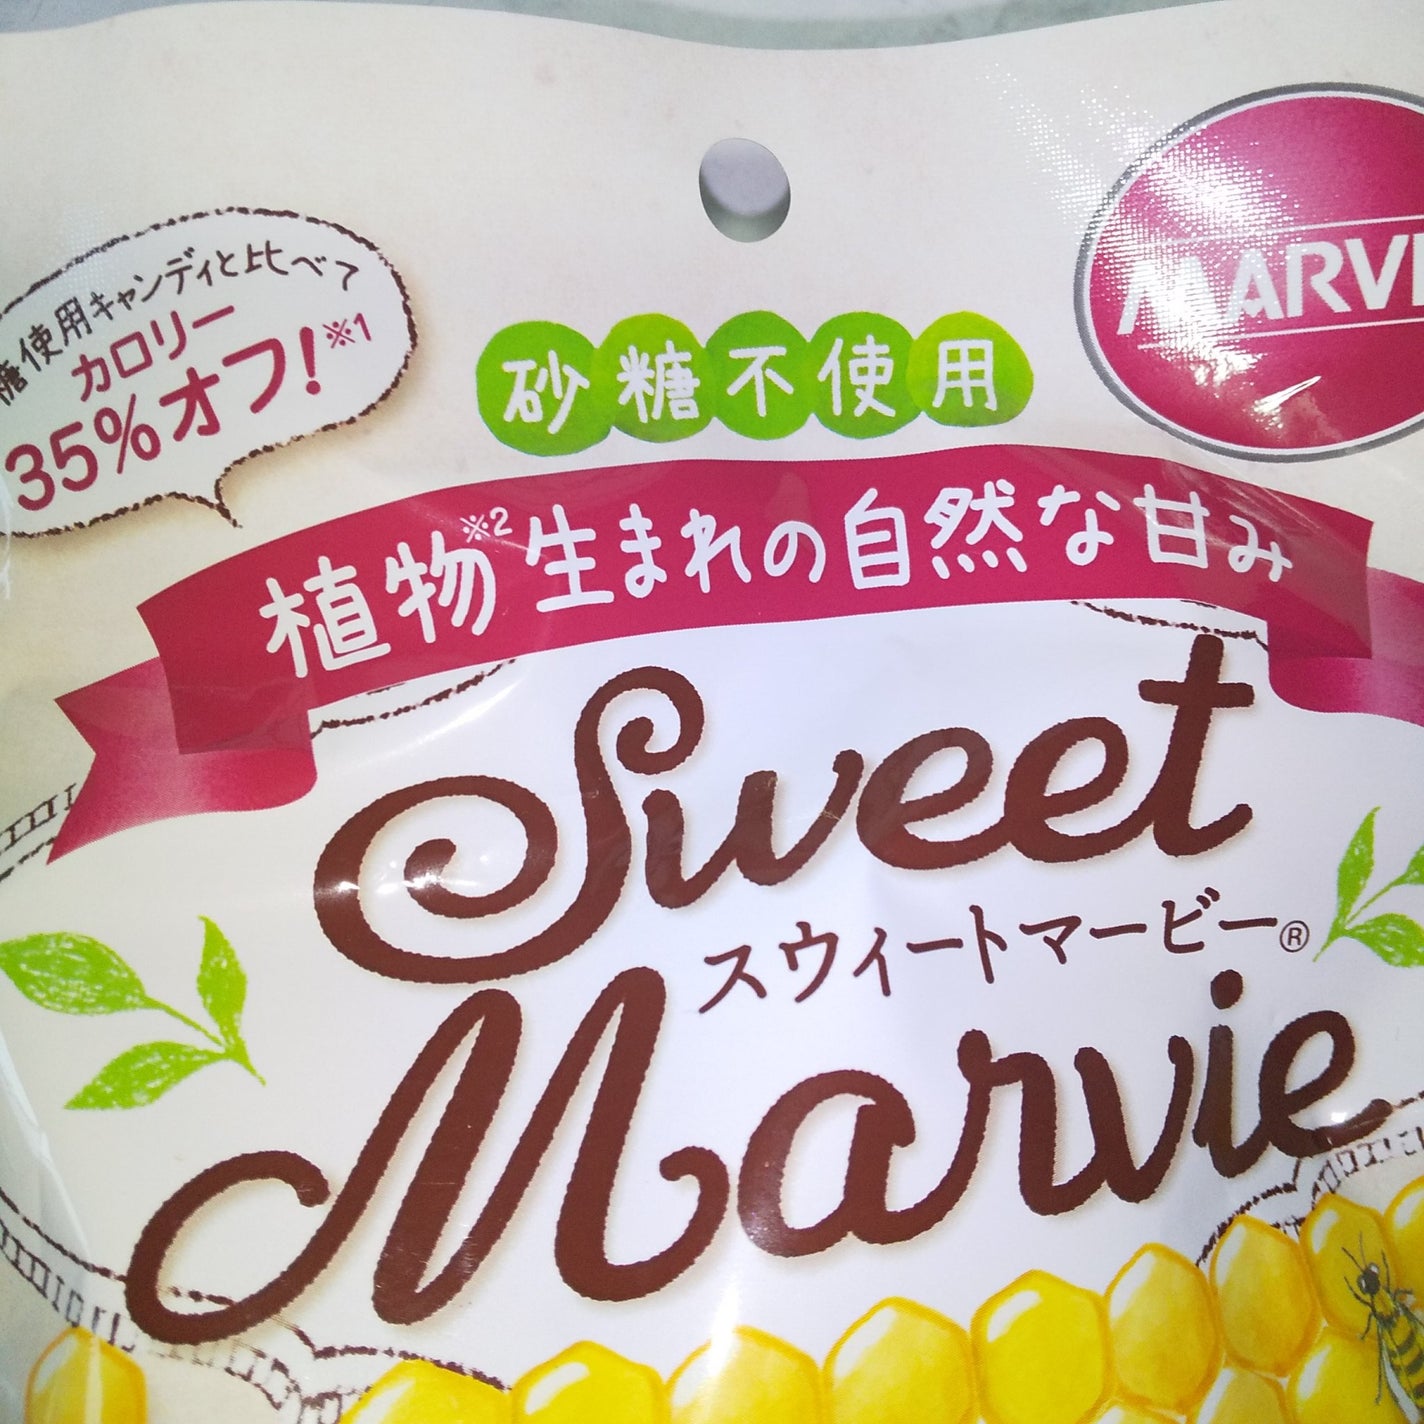 糖使用キャンディと比べて
カロリー
35%オフ!※1
MARVI
砂糖不使用
植物※2生まれの自然な甘み
Sweet
スウィートマービー®
Marvie